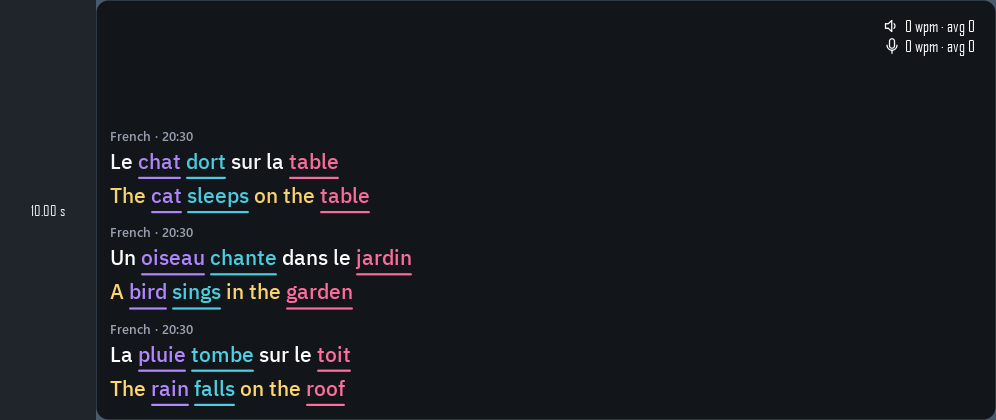 0 wpm · avg 0
0 wpm · avg 0
French · 20:30
Le chat dort sur la table
The cat sleeps on the table
10.00 s
French · 20:30
Un oiseau chante dans le jardin
A bird sings in the garden
French · 20:30
La pluie tombe sur le toit
The rain falls on the roof